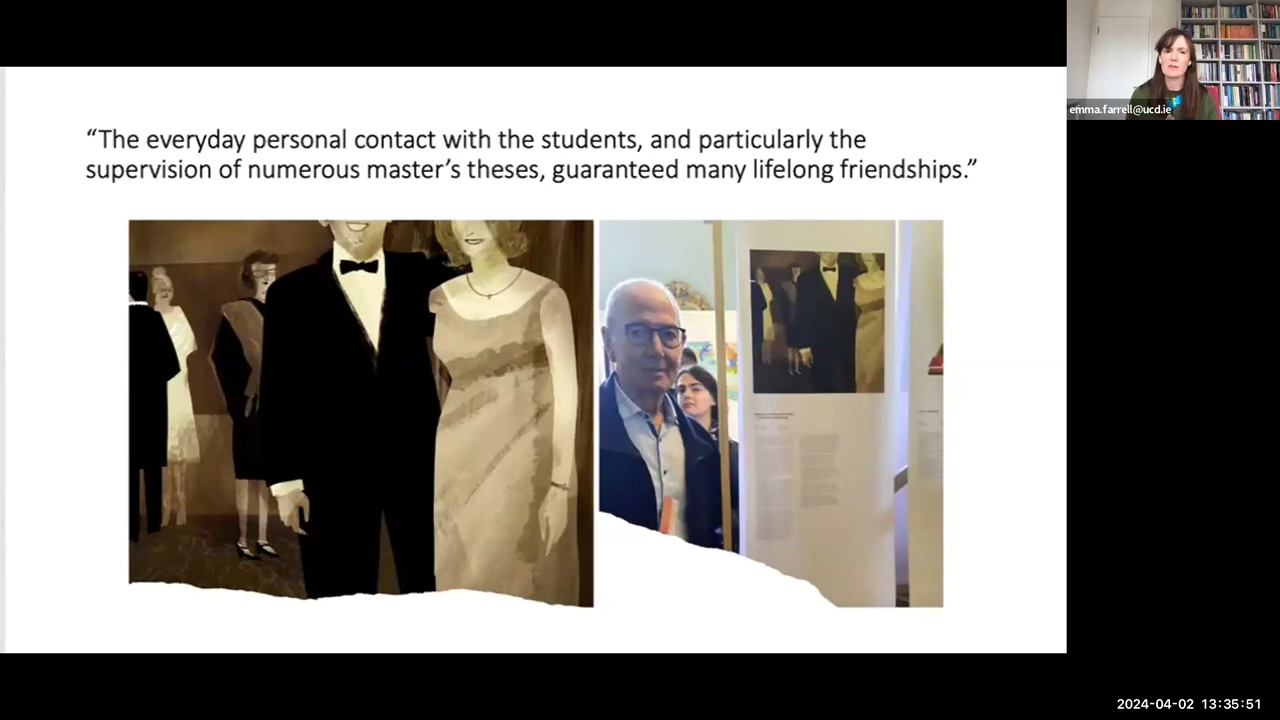 “The everyday personal contact with the students, and particularly the
supervision of numerous master’s theses, guaranteed many lifelong friendships.”
emma.farrell@ucd.ie
2024-04-02 13:35:51